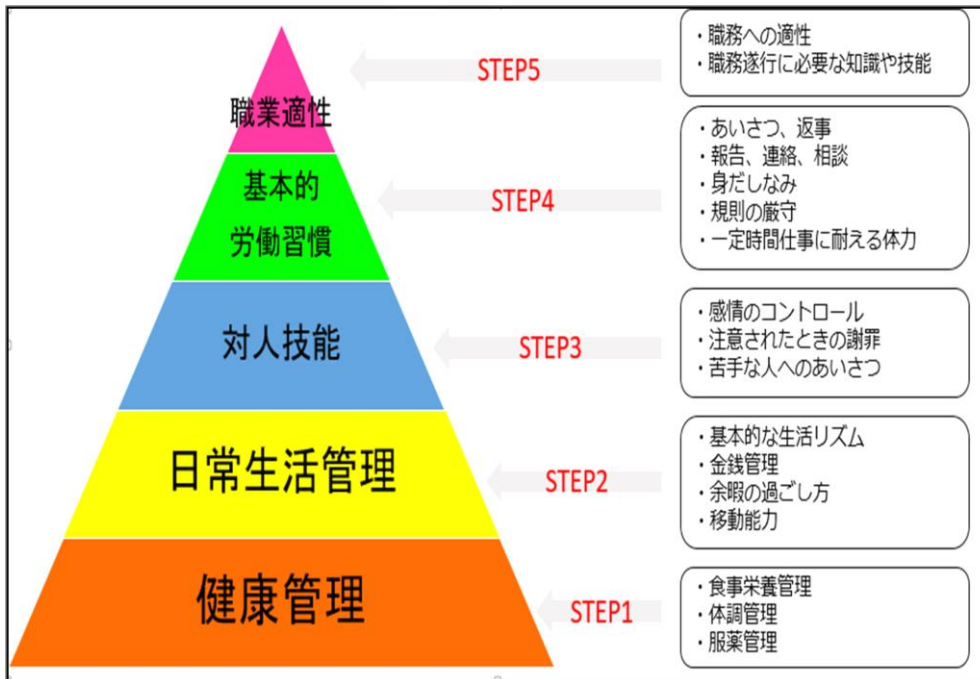 職業適性
STEP5
・職務への適性
・職務遂行に必要な知識や技能
基本的
労働習慣
STEP4
・あいさつ、返事
・報告、連絡、相談
・身だしなみ
・規則の厳守
・一定時間仕事に耐える体力
対人技能
STEP3
・感情のコントロール
・注意されたときの謝罪
・苦手な人へのあいさつ
日常生活管理
STEP2
・基本的な生活リズム
・金銭管理
・余暇の過ごし方
・移動能力
健康管理
STEP1
・食事栄養管理
・体調管理
・服薬管理